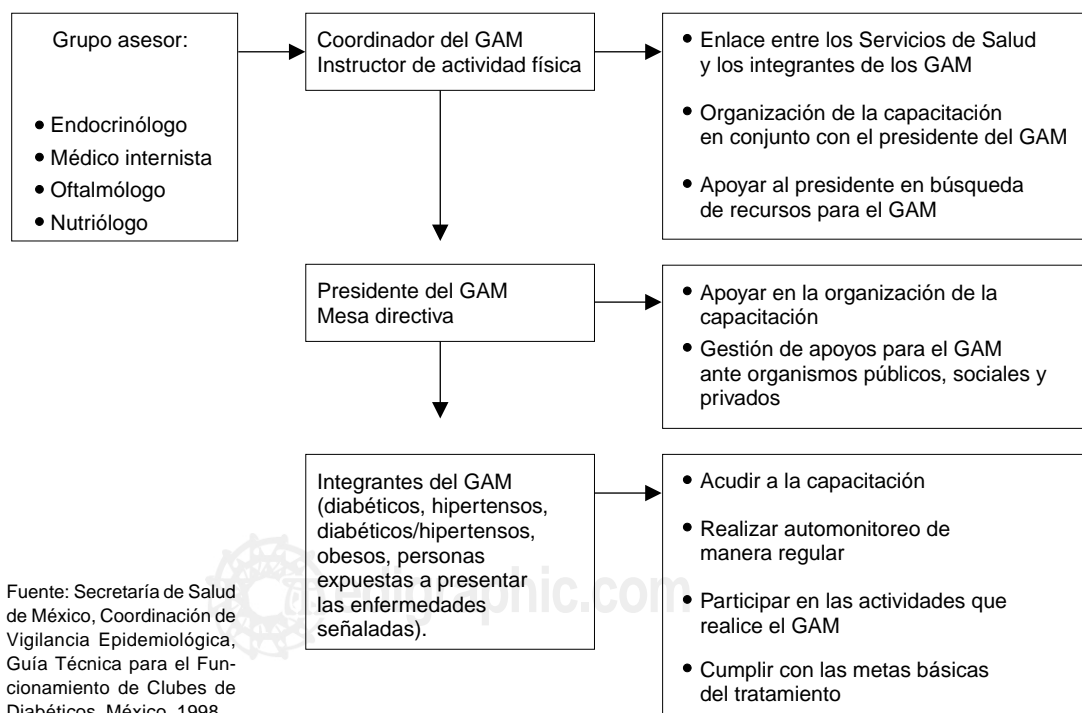 Grupo asesor:
• Endocrinólogo
• Médico internista
• Oftalmólogo
• Nutriólogo
Coordinador del GAM
Instructor de actividad física
• Enlace entre los Servicios de Salud
y los integrantes de los GAM
• Organización de la capacitación
en conjunto con el presidente del GAM
• Apoyar al presidente en búsqueda
de recursos para el GAM
Presidente del GAM
Mesa directiva
• Apoyar en la organización de la
capacitación
• Gestión de apoyos para el GAM
ante organismos públicos, sociales y
privados
Integrantes del GAM
(diabéticos, hipertensos,
diabéticos/hipertensos,
obesos, personas
expuestas a presentar
las enfermedades
señaladas).
• Acudir a la capacitación
• Realizar automonitoreo de
manera regular
• Participar en las actividades que
realice el GAM
• Cumplir con las metas básicas
del tratamiento
Fuente: Secretaría de Salud
de México, Coordinación de
Vigilancia Epidemiológica,
Guía Técnica para el Fun-
cionamiento de Clubes de
Diabéticos, México, 1998.